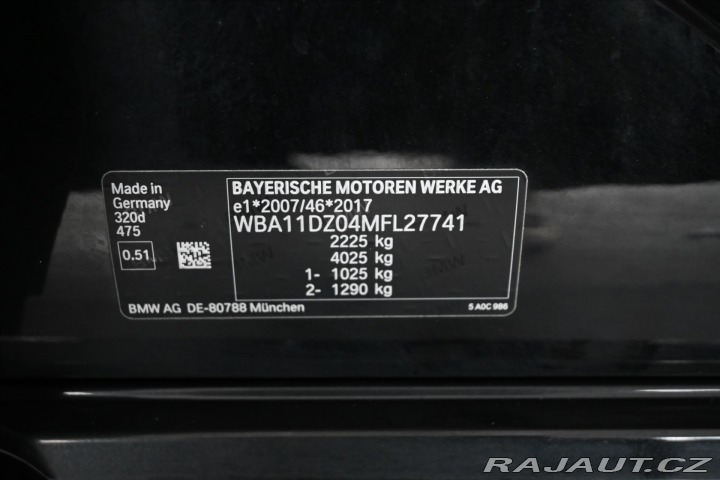 Made in
Germany
320d
475
0.51
BAYERISCHE MOTOREN WERKE AG
e1*2007/46*2017
WBA11DZ04MFL27741
2225 kg
4025 kg
1- 1025 kg
2- 1290 kg
BMW AG DE-80788 München
5 A0C 986
RAJAUT.CZ